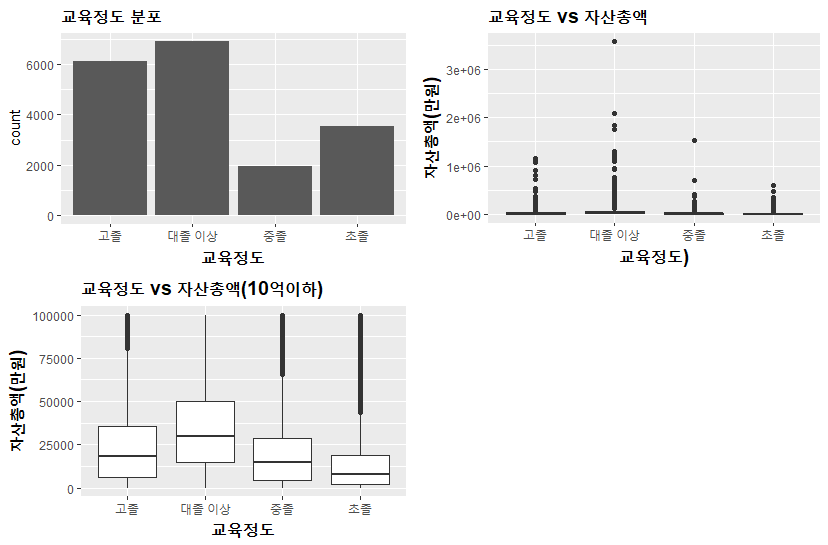 교육정도 분포
6000
4000
2000
0
count
고졸
대졸 이상
중졸
초졸
교육정도
교육정도 vs 자산총액
3e+06
2e+06
1e+06
0e+00
자산총액(만원)
고졸
대졸 이상
중졸
초졸
교육정도)
교육정도 vs 자산총액(10억이하)
100000
75000
50000
25000
0
자산총액(만원)
고졸
대졸 이상
중졸
초졸
교육정도